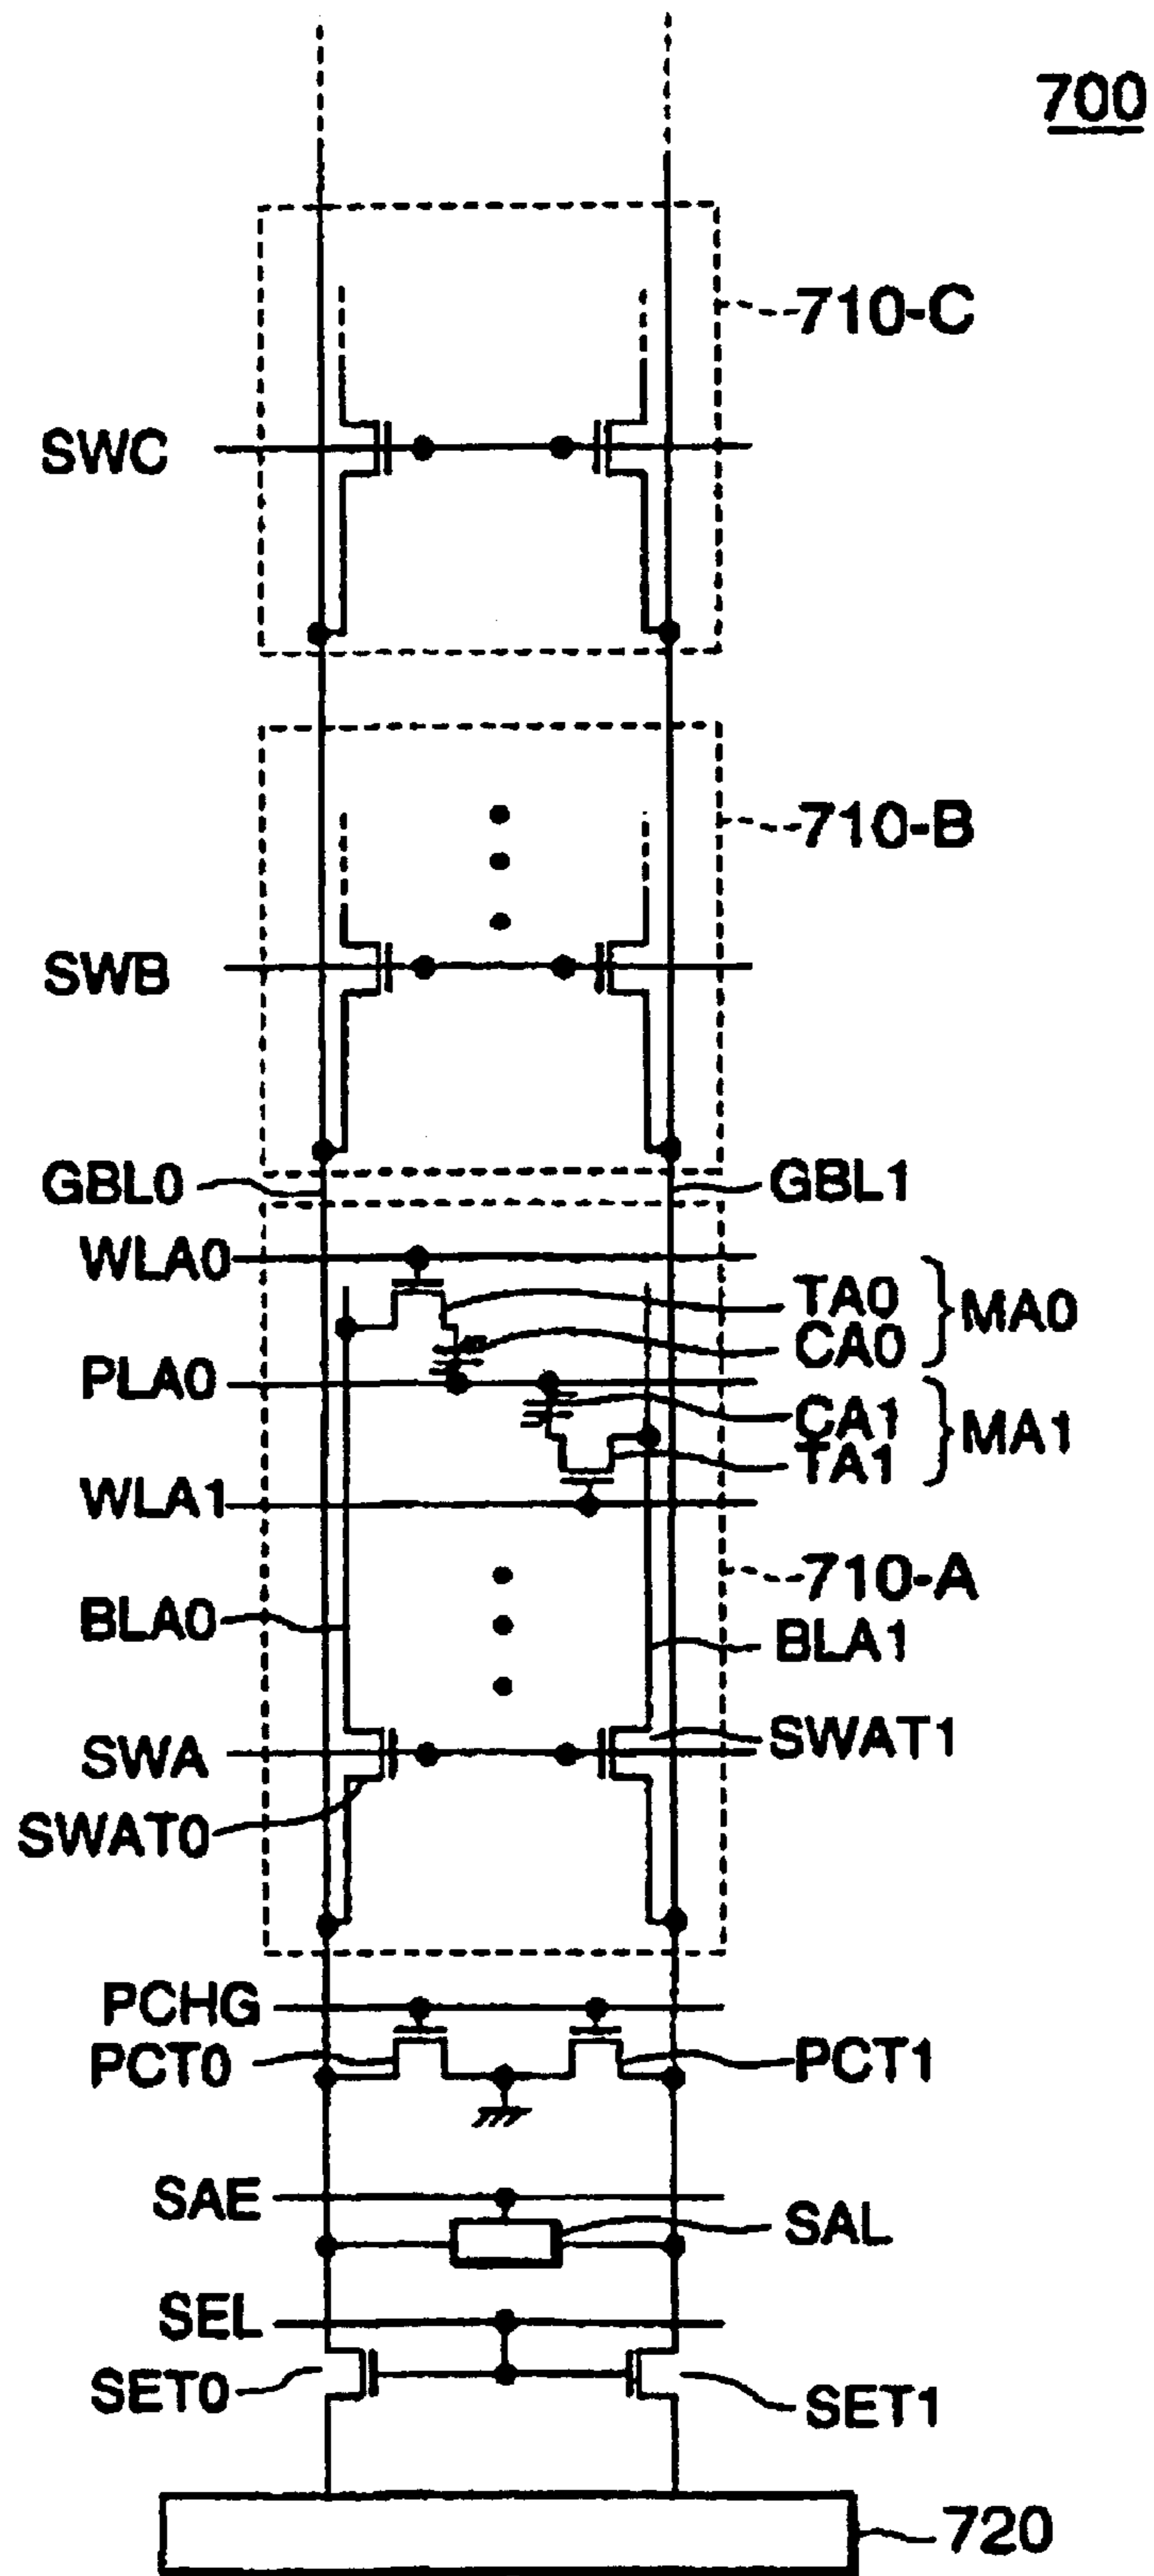 700
710-C
SWC
710-B
SWB
GBL0
GBL1
WLA0
TA0
MA0
CA0
PLA0
CA1
MA1
TA1
WLA1
710-A
BLA0
BLA1
SWAT1
SWA
SWAT0
PCHG
PCT0
PCT1
SAE
SAL
SEL
SET0
SET1
720